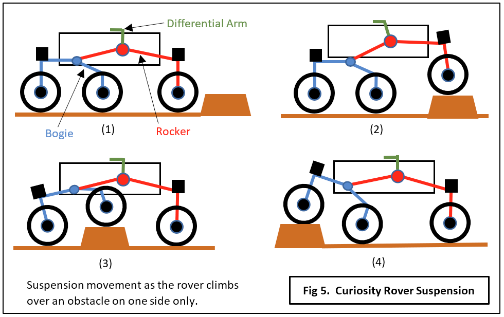 Differential Arm
Bogie
(1)
Rocker
(2)
(3)
(4)
Suspension movement as the rover climbs
over an obstacle on one side only.
Fig 5. Curiosity Rover Suspension